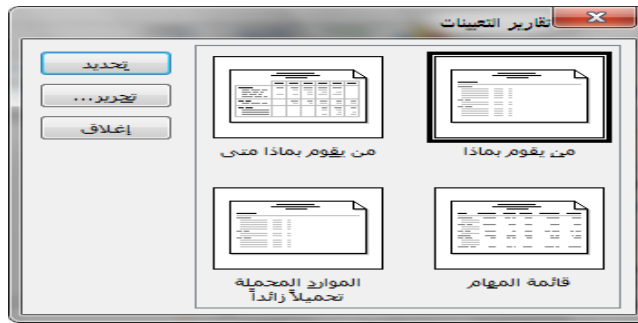 تقارير التعيينات
من يقوم بماذا
من يقوم بماذا متى
قائمة المهام
الموارد المحملة
تحميلاً زائداً
تحديد
تحرير...
إغلاق